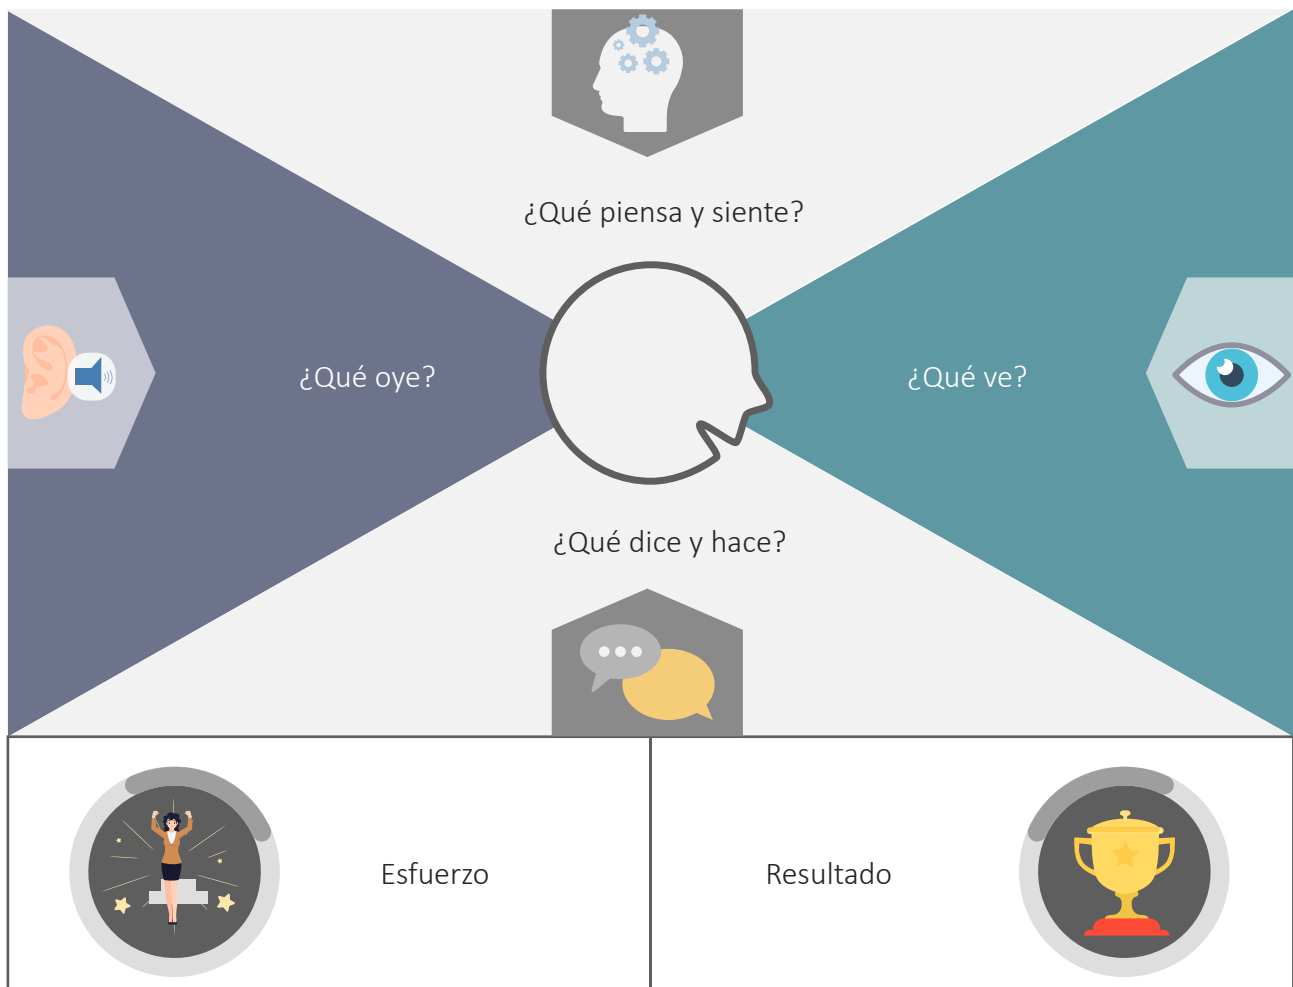 ¿Qué piensa y siente?
¿Qué oye?
¿Qué ve?
¿Qué dice y hace?
Esfuerzo
Resultado